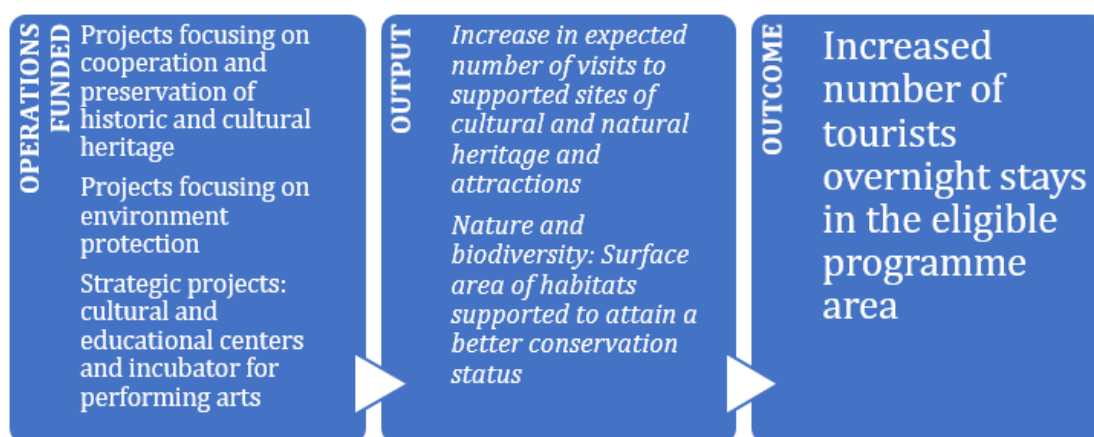 OPERATIONS
FUNDED
Projects focusing on
cooperation and
preservation of
historic and cultural
heritage
Projects focusing on
environment
protection
Strategic projects:
cultural and
educational centers
and incubator for
performing arts
OUTPUT
Increase in expected
number of visits to
supported sites of
cultural and natural
heritage and
attractions
Nature and
biodiversity: Surface
area of habitats
supported to attain a
better conservation
status
OUTCOME
Increased
number of
tourists
overnight stays
in the eligible
programme
area